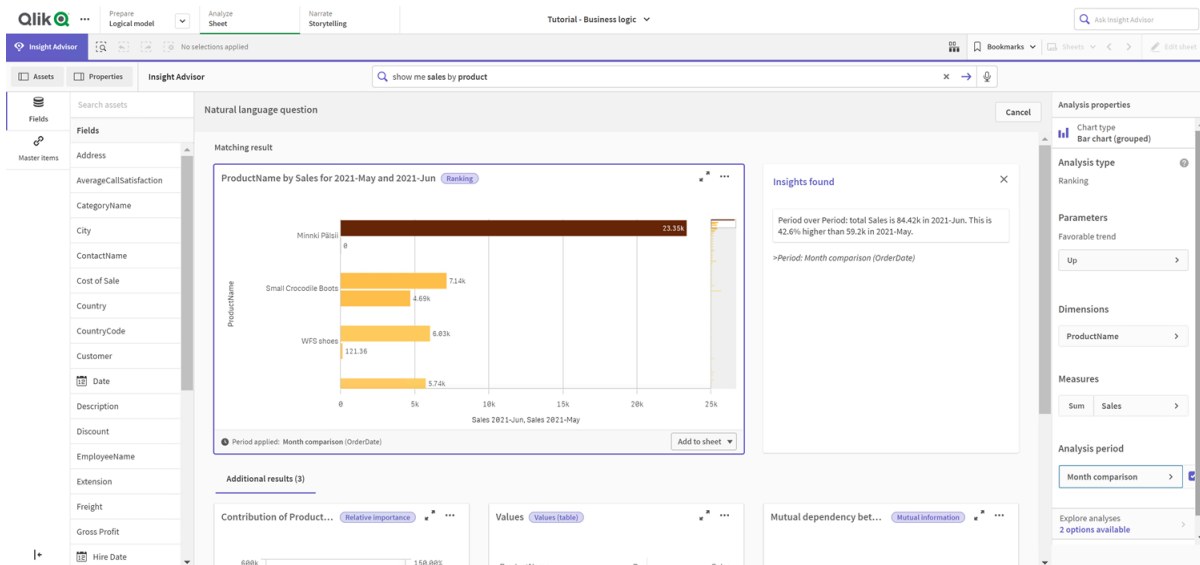 Qlik
Prepare
Logical model
Analyze
Sheet
Narrate
Storytelling
Tutorial - Business logic
Ask Insight Advisor
Insight Advisor
No selections applied
Bookmarks
Sheets
Edit sheet
Assets
Properties
Insight Advisor
show me sales by product
Fields
Master items
Search assets
Fields
Address
AverageCallSatisfaction
CategoryName
City
ContactName
Cost of Sale
Country
CountryCode
Customer
Date
Description
Discount
EmployeeName
Extension
Freight
Gross Profit
Hire Date
Natural language question
Cancel
Matching result
ProductName by Sales for 2021-May and 2021-Jun Ranking
ProductName
Minnki Pälsii
23.35k
0
Small Crocodile Boots
7.14k
4.69k
WFS shoes
6.03k
121.36
5.74k
0 5k 10k 15k 20k 25k
Sales 2021-Jun, Sales 2021-May
Period applied: Month comparison (OrderDate)
Add to sheet
Insights found
Period over Period: total Sales is 84.42k in 2021-Jun. This is
42.6% higher than 59.2k in 2021-May.
>Period: Month comparison (OrderDate)
Additional results (3)
Contribution of Product... Relative importance
600k 150.00%
Values Values (table)
Mutual dependency bet... Mutual information
Analysis properties
Chart type
Bar chart (grouped)
Analysis type
Ranking
Parameters
Favorable trend
Up
Dimensions
ProductName
Measures
Sum Sales
Analysis period
Month comparison
Explore analyses
2 options available